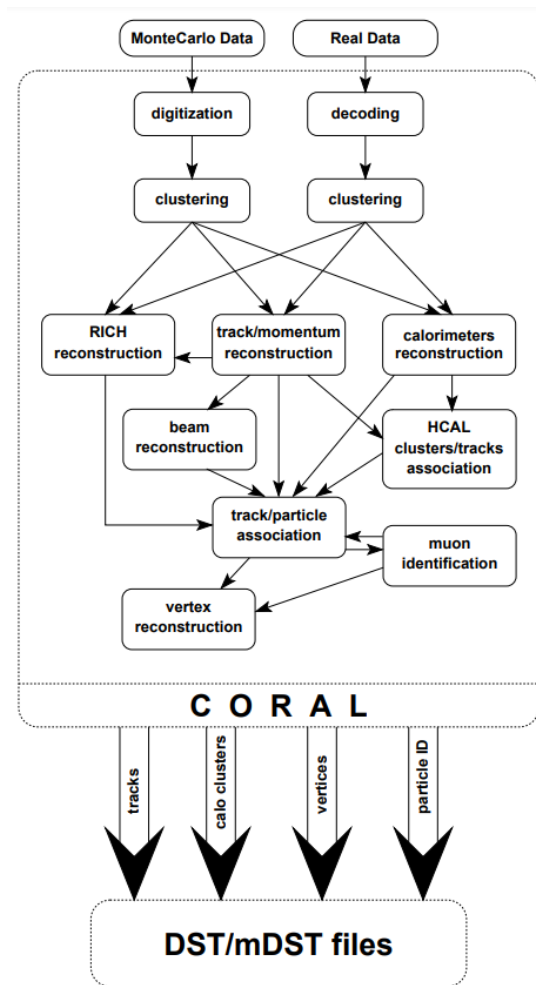 MonteCarlo Data
Real Data
digitization
decoding
clustering
clustering
RICH
reconstruction
track/momentum
reconstruction
calorimeters
reconstruction
beam
reconstruction
HCAL
clusters/tracks
association
track/particle
association
muon
identification
vertex
reconstruction
C O R A L
tracks
calo clusters
vertices
particle ID
DST/mDST files